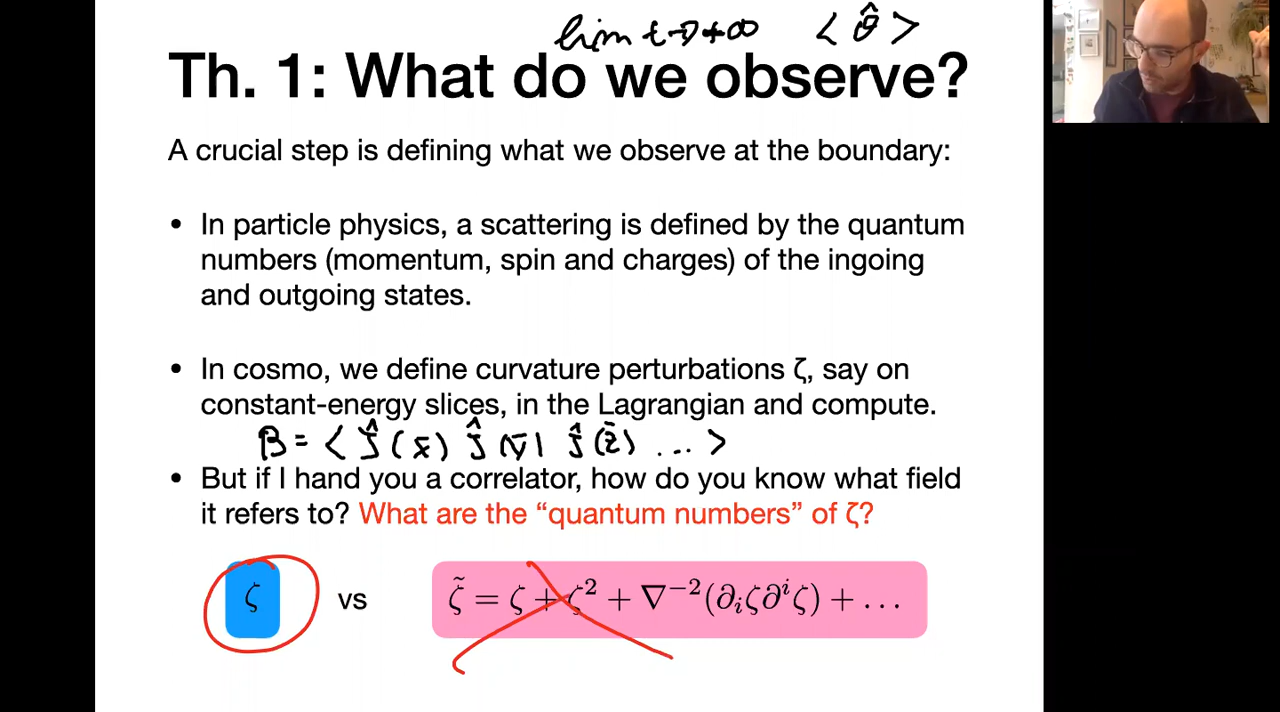 lim t→+∞ < Ô >
Th. 1: What do we observe?
A crucial step is defining what we observe at the boundary:
• In particle physics, a scattering is defined by the quantum
numbers (momentum, spin and charges) of the ingoing
and outgoing states.
• In cosmo, we define curvature perturbations ζ, say on
constant-energy slices, in the Lagrangian and compute.
B = < ζ̂(x̄) ζ̂(ȳ) ζ̂(z̄) ... >
• But if I hand you a correlator, how do you know what field
it refers to? What are the “quantum numbers” of ζ?
ζ vs ζ̃ = ζ + ζ² + ∇⁻²(∂ᵢζ∂ⁱζ) + ...